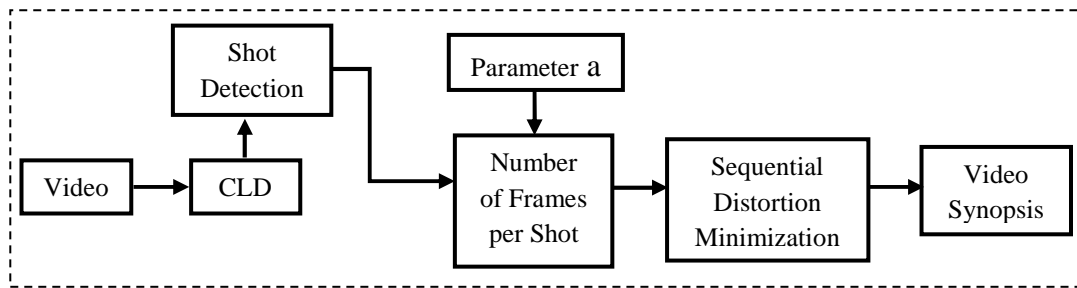 Video
CLD
Shot
Detection
Parameter a
Number
of Frames
per Shot
Sequential
Distortion
Minimization
Video
Synopsis